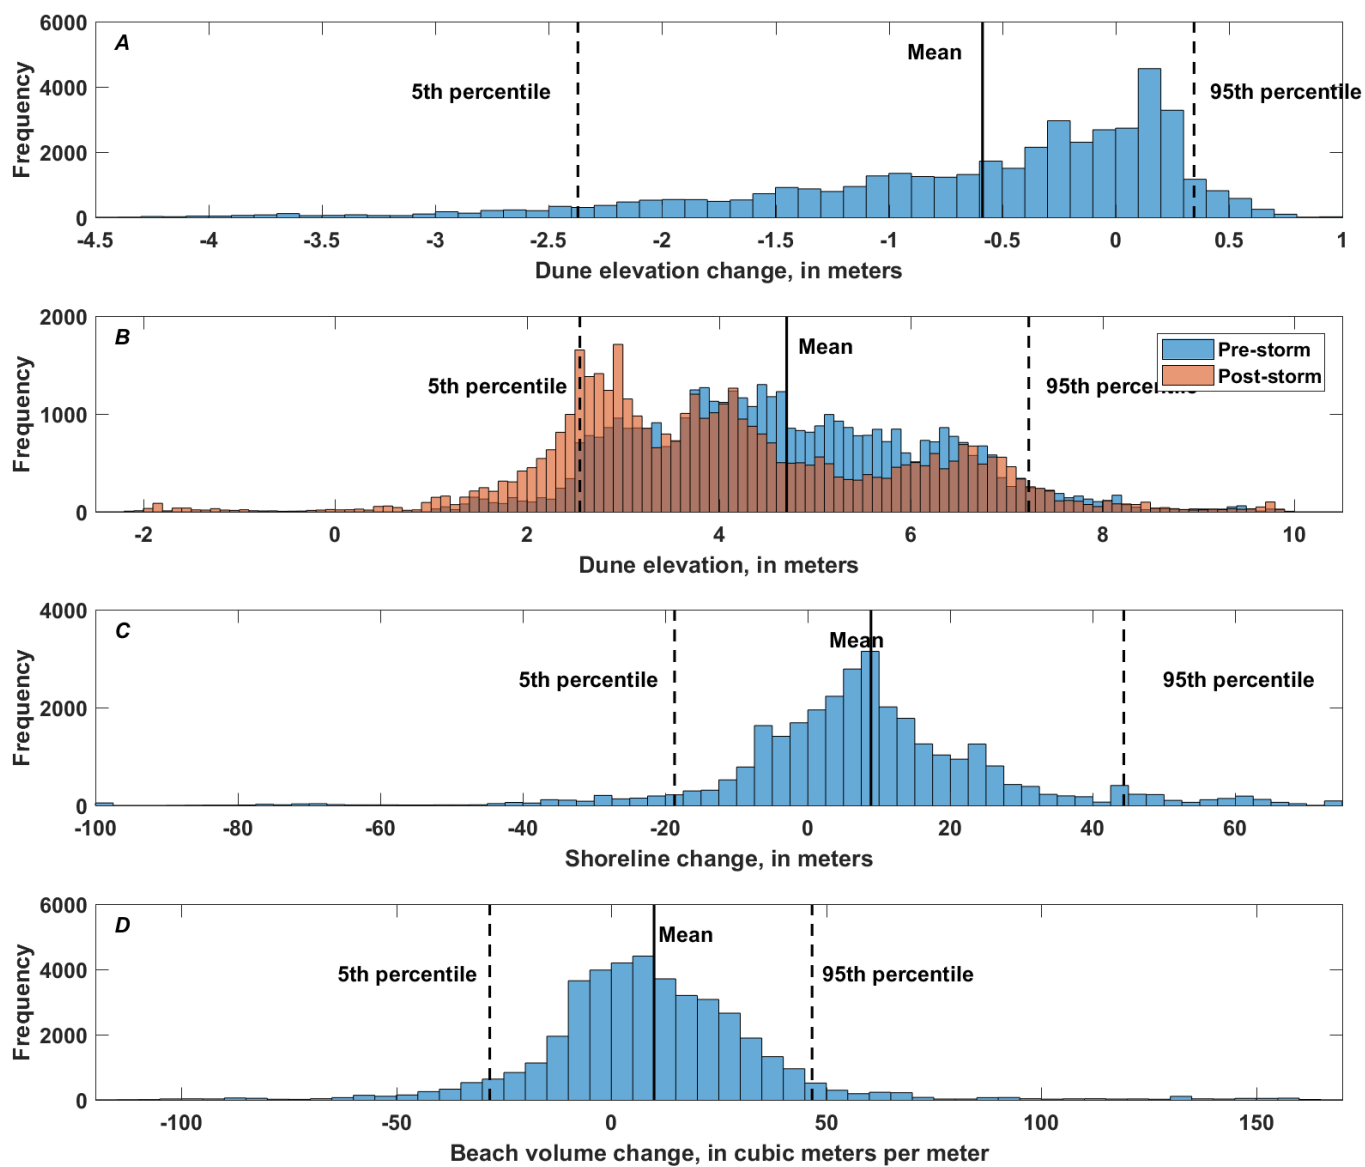 A
6000
4000
2000
0
Frequency
Mean
5th percentile
95th percentile
-4.5 -4 -3.5 -3 -2.5 -2 -1.5 -1 -0.5 0 0.5 1
Dune elevation change, in meters
B
2000
1000
0
Frequency
Mean
5th percentile
95th percentile
Pre-storm
Post-storm
-2 0 2 4 6 8 10
Dune elevation, in meters
C
4000
2000
0
Frequency
Mean
5th percentile
95th percentile
-100 -80 -60 -40 -20 0 20 40 60
Shoreline change, in meters
D
6000
4000
2000
0
Frequency
Mean
5th percentile
95th percentile
-100 -50 0 50 100 150
Beach volume change, in cubic meters per meter